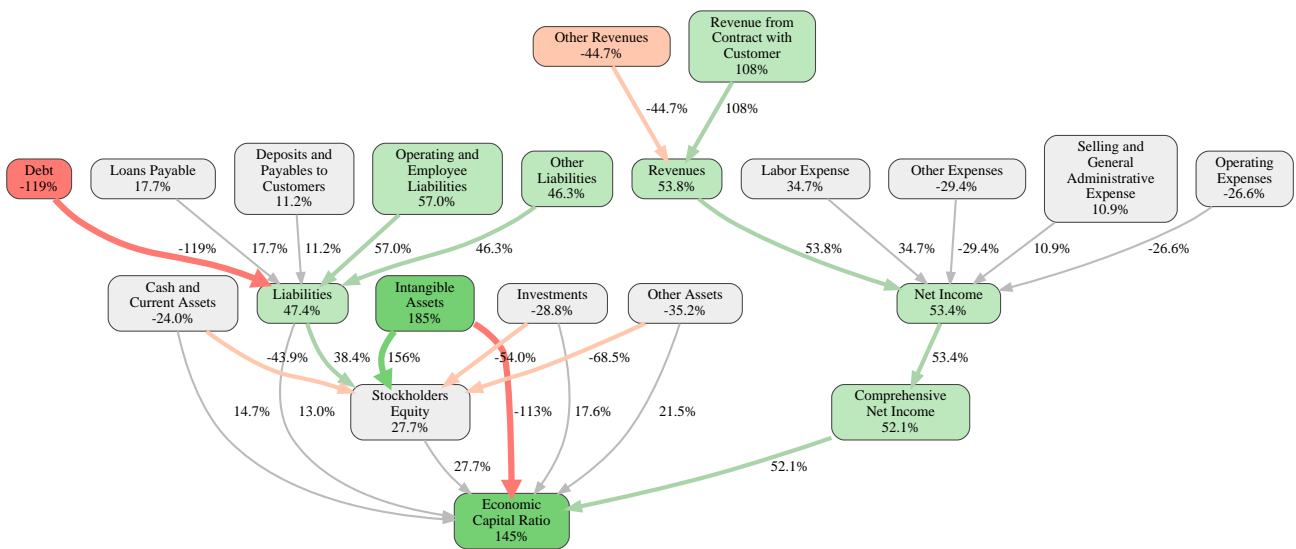 Other Revenues
-44.7%
Revenue from
Contract with
Customer
108%
-44.7%
108%
Debt
-119%
Loans Payable
17.7%
Deposits and
Payables to
Customers
11.2%
Operating and
Employee
Liabilities
57.0%
Other
Liabilities
46.3%
Revenues
53.8%
Labor Expense
34.7%
Other Expenses
-29.4%
Selling and
General
Administrative
Expense
10.9%
Operating
Expenses
-26.6%
-119%
17.7%
11.2%
57.0%
46.3%
53.8%
34.7%
-29.4%
10.9%
-26.6%
Cash and
Current Assets
-24.0%
Liabilities
47.4%
Intangible
Assets
185%
Investments
-28.8%
Other Assets
-35.2%
Net Income
53.4%
-43.9%
38.4%
156%
-54.0%
-68.5%
53.4%
Stockholders
Equity
27.7%
Comprehensive
Net Income
52.1%
14.7%
13.0%
-113%
17.6%
21.5%
27.7%
52.1%
Economic
Capital Ratio
145%